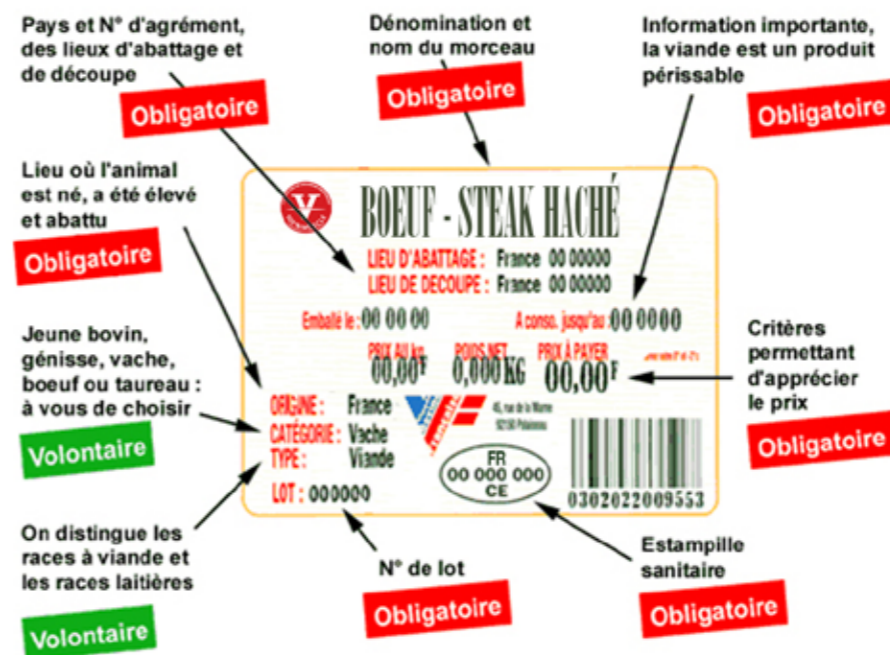 Pays et N° d'agrément,
des lieux d'abattage et
de découpe
Obligatoire
Dénomination et
nom du morceau
Obligatoire
Information importante,
la viande est un produit
périssable
Obligatoire
Lieu où l'animal
est né, a été élevé
et abattu
Obligatoire
Jeune bovin,
génisse, vache,
boeuf ou taureau :
à vous de choisir
Volontaire
On distingue les
races à viande et
les races laitières
Volontaire
V
BOEUF - STEAK HACHÉ
LIEU D'ABATTAGE : France 00 00000
LIEU DE DECOUPE : France 00 00000
Emballé le : 00 00 00 A conso. jusqu'au : 00 0000
PRIX AU kg POIDS NET PRIX À PAYER
00,00F 0,000 KG 00,00F
ORIGINE : France
CATÉGORIE : Vache
TYPE : Viande
LOT : 000000
rue de la Marne
FR
00 000 000
CE
0302022009553
Critères
permettant
d'apprécier
le prix
Obligatoire
N° de lot
Obligatoire
Estampille
sanitaire
Obligatoire